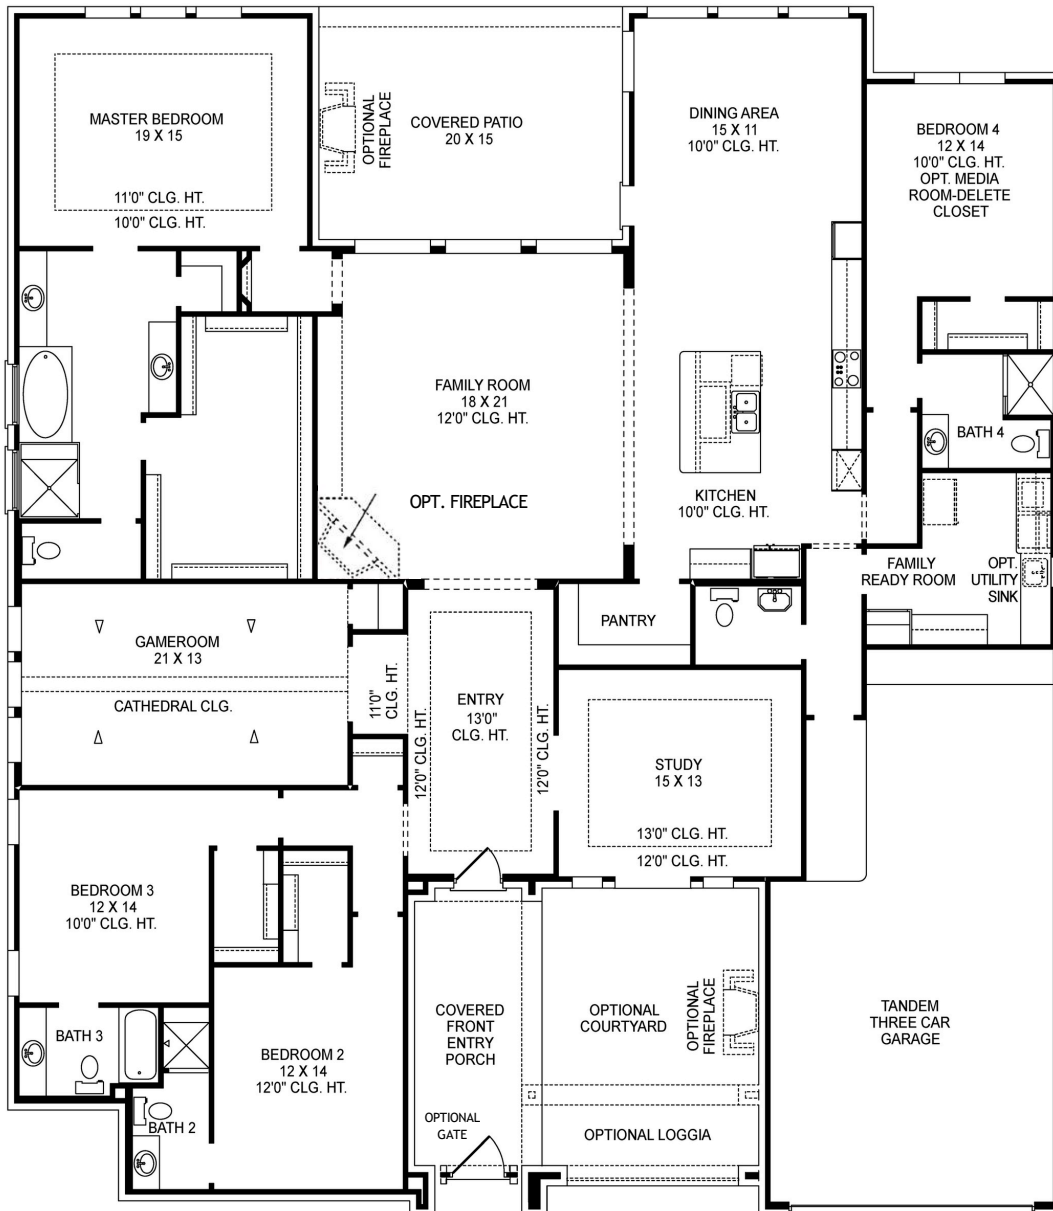 MASTER BEDROOM
19 X 15
11'0" CLG. HT.
10'0" CLG. HT.
OPTIONAL
FIREPLACE
COVERED PATIO
20 X 15
DINING AREA
15 X 11
10'0" CLG. HT.
BEDROOM 4
12 X 14
10'0" CLG. HT.
OPT. MEDIA
ROOM-DELETE
CLOSET
FAMILY ROOM
18 X 21
12'0" CLG. HT.
OPT. FIREPLACE
KITCHEN
10'0" CLG. HT.
BATH 4
FAMILY
READY ROOM
OPT.
UTILITY
SINK
GAMEROOM
21 X 13
CATHEDRAL CLG.
11'0"
CLG. HT.
12'0" CLG. HT.
ENTRY
13'0"
CLG. HT.
12'0" CLG. HT.
PANTRY
STUDY
15 X 13
13'0" CLG. HT.
12'0" CLG. HT.
BEDROOM 3
12 X 14
10'0" CLG. HT.
BATH 3
BEDROOM 2
12 X 14
12'0" CLG. HT.
BATH 2
COVERED
FRONT
ENTRY
PORCH
OPTIONAL
GATE
OPTIONAL
COURTYARD
OPTIONAL
FIREPLACE
OPTIONAL LOGGIA
TANDEM
THREE CAR
GARAGE